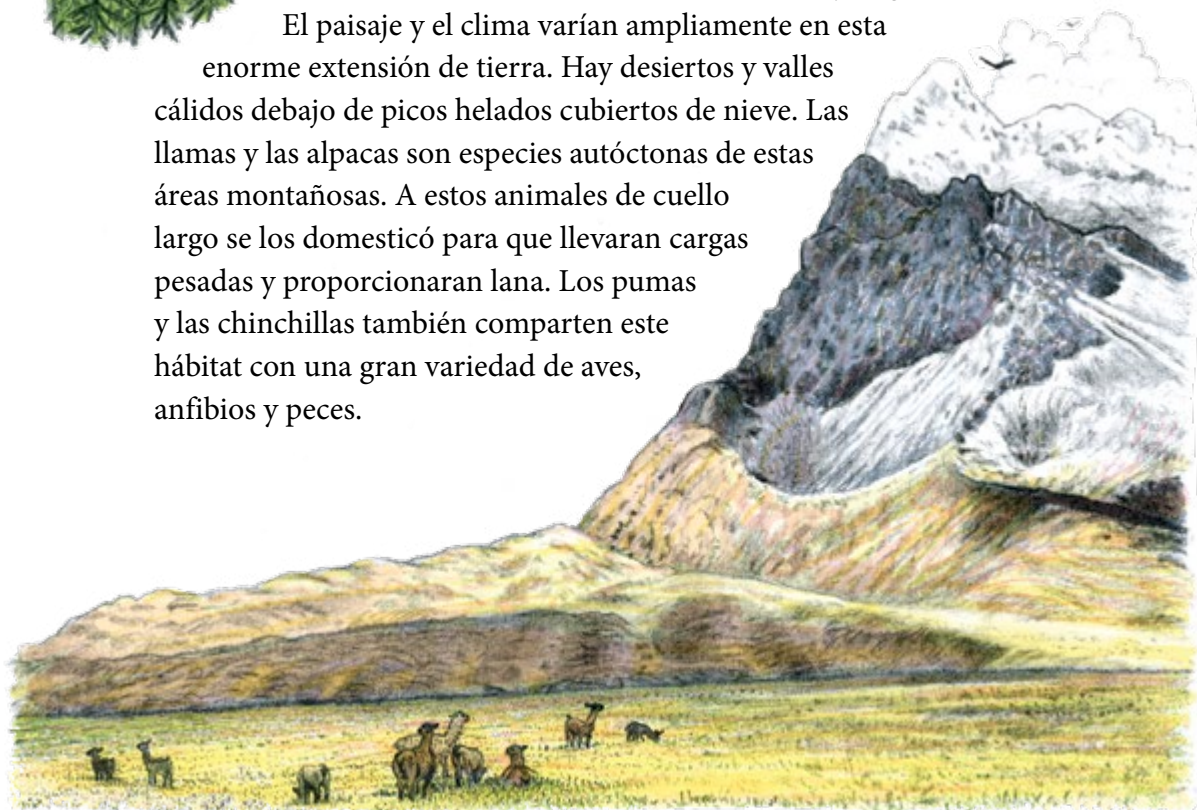 El paisaje y el clima varían ampliamente en esta
enorme extensión de tierra. Hay desiertos y valles
cálidos debajo de picos helados cubiertos de nieve. Las
llamas y las alpacas son especies autóctonas de estas
áreas montañosas. A estos animales de cuello
largo se los domesticó para que llevaran cargas
pesadas y proporcionaran lana. Los pumas
y las chinchillas también comparten este
hábitat con una gran variedad de aves,
anfibios y peces.